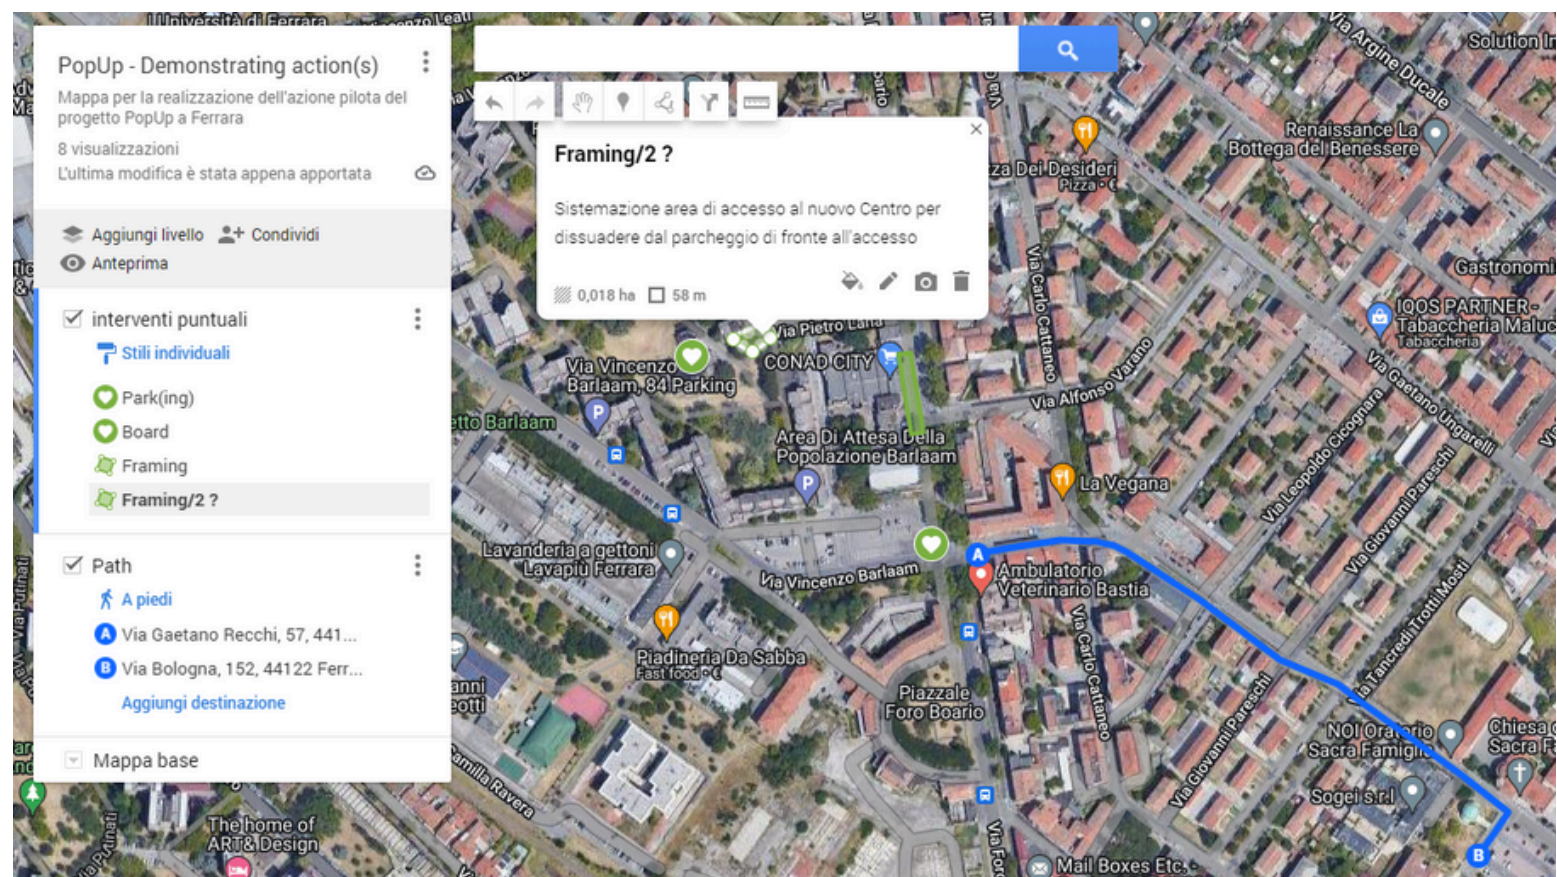 Università di Ferrara
PopUp - Demonstrating action(s)
Mappa per la realizzazione dell'azione pilota del
progetto PopUp a Ferrara
8 visualizzazioni
L'ultima modifica è stata appena apportata
Aggiungi livello
Condividi
Anteprima
interventi puntuali
Stili individuali
Park(ing)
Board
Framing
Framing/2 ?
Path
A piedi
A Via Gaetano Recchi, 57, 441...
B Via Bologna, 152, 44122 Ferr...
Aggiungi destinazione
Mappa base
Framing/2 ?
Sistemazione area di accesso al nuovo Centro per
dissuadere dal parcheggio di fronte all'accesso
0,018 ha
58 m
Via Argine Ducale
Renaissance La
Bottega del Benessere
za Dei Desideri
Pizza • €
Via Carlo Cattaneo
Gastronomi
IQOS PARTNER -
Tabaccheria Maluc
Tabaccheria
Via Pietro Lana
CONAD CITY
Via Vincenzo
Barlaam, 84 Parking
P
etto Barlaam
Via Alfonso Varano
Via Gaetano Ungarelli
Via Leopoldo Cicognara
Area Di Attesa Della
Popolazione Barlaam
P
La Vegana
Via Giovanni Pareschi
Lavanderia a gettoni
Lavapiù Ferrara
Via Vincenzo Barlaam
A
Ambulatorio
Veterinario Bastia
Via Putinati
Via Carlo Cattaneo
Via Tancredi Trotti Mosti
Piadineria Da Sabba
Fast food • €
Piazzale
Foro Boario
Via Giovanni Pareschi
NOI Oratorio
Sacra Famiglia
Chiesa
Sacra F
Sogei s.r.l
Camilla Ravera
The home of
ART& Design
Via Putinati
Mail Boxes Etc. -
B